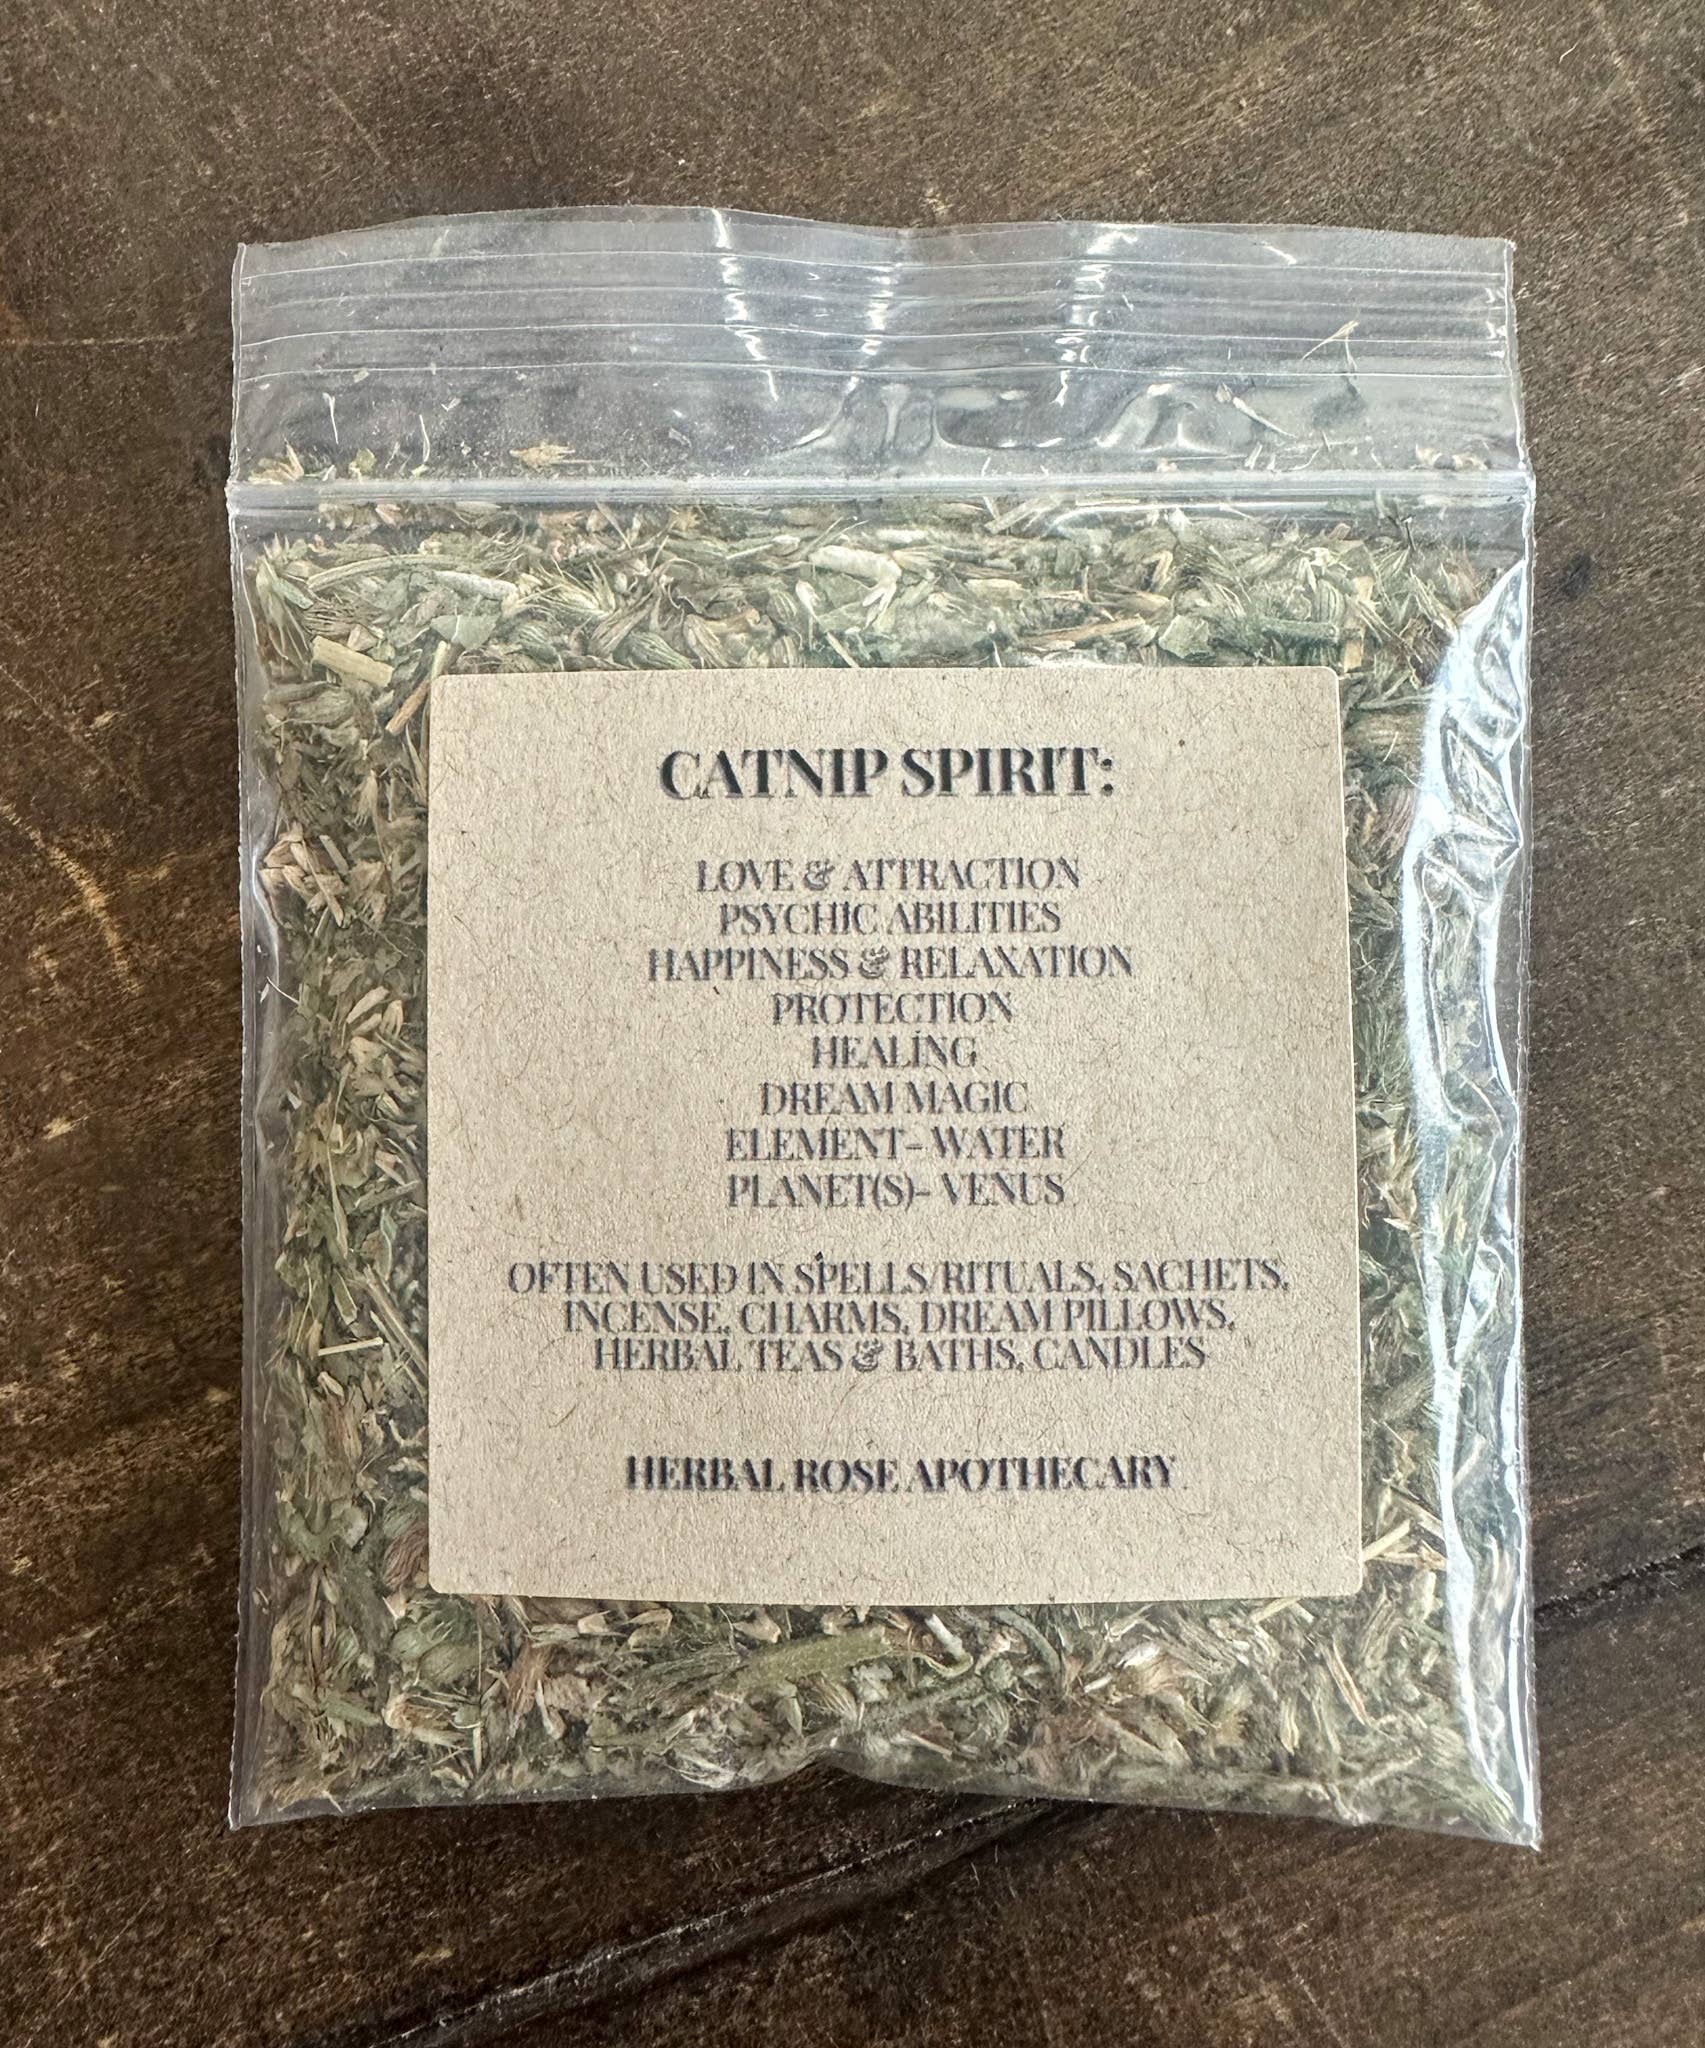 CATNIP SPIRIT:
LOVE & ATTRACTION
PSYCHIC ABILITIES
HAPPINESS & RELAXATION
PROTECTION
HEALING
DREAM MAGIC
ELEMENT- WATER
PLANET(S)- VENUS
OFTEN USED IN SPELLS/RITUALS, SACHETS,
INCENSE, CHARMS, DREAM PILLOWS,
HERBAL TEAS & BATHS, CANDLES
HERBAL ROSE APOTHECARY